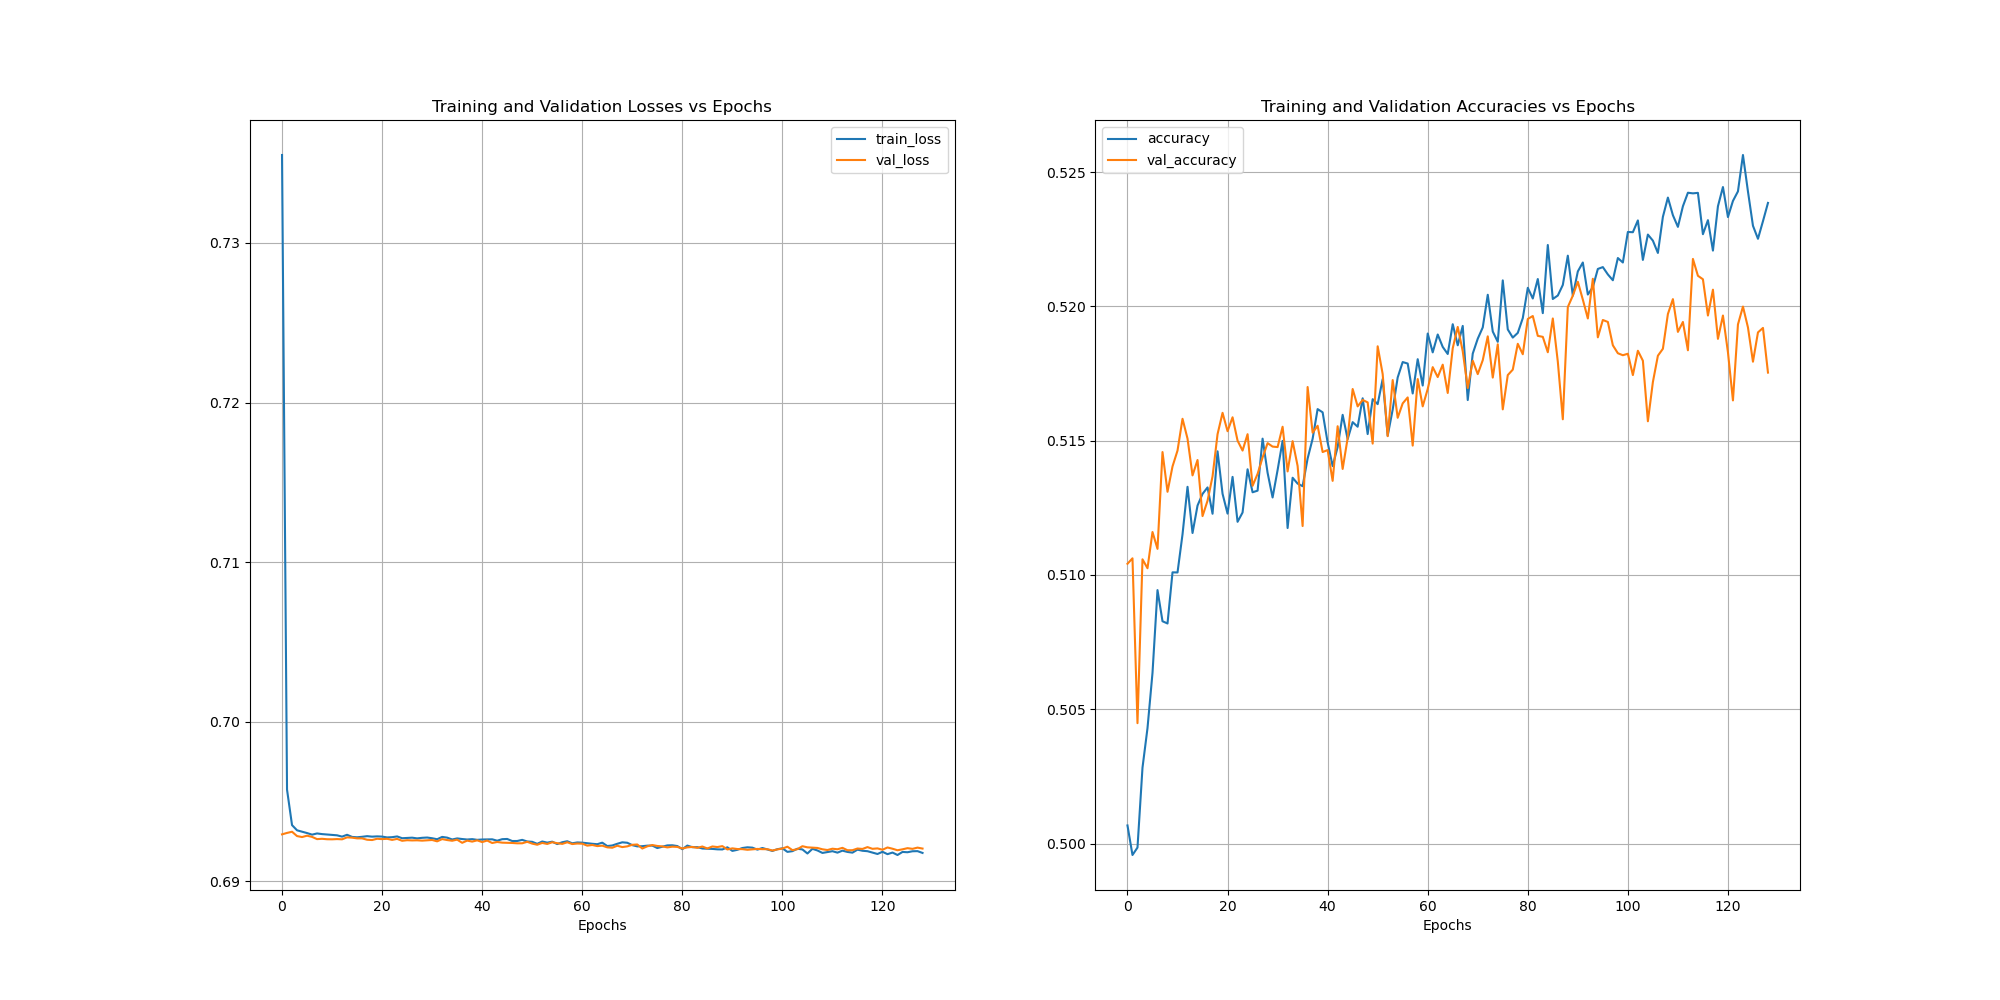 Training and Validation Losses vs Epochs
train_loss
val_loss
0.73
0.72
0.71
0.70
0.69
0 20 40 60 80 100 120
Epochs
Training and Validation Accuracies vs Epochs
accuracy
val_accuracy
0.525
0.520
0.515
0.510
0.505
0.500
0 20 40 60 80 100 120
Epochs